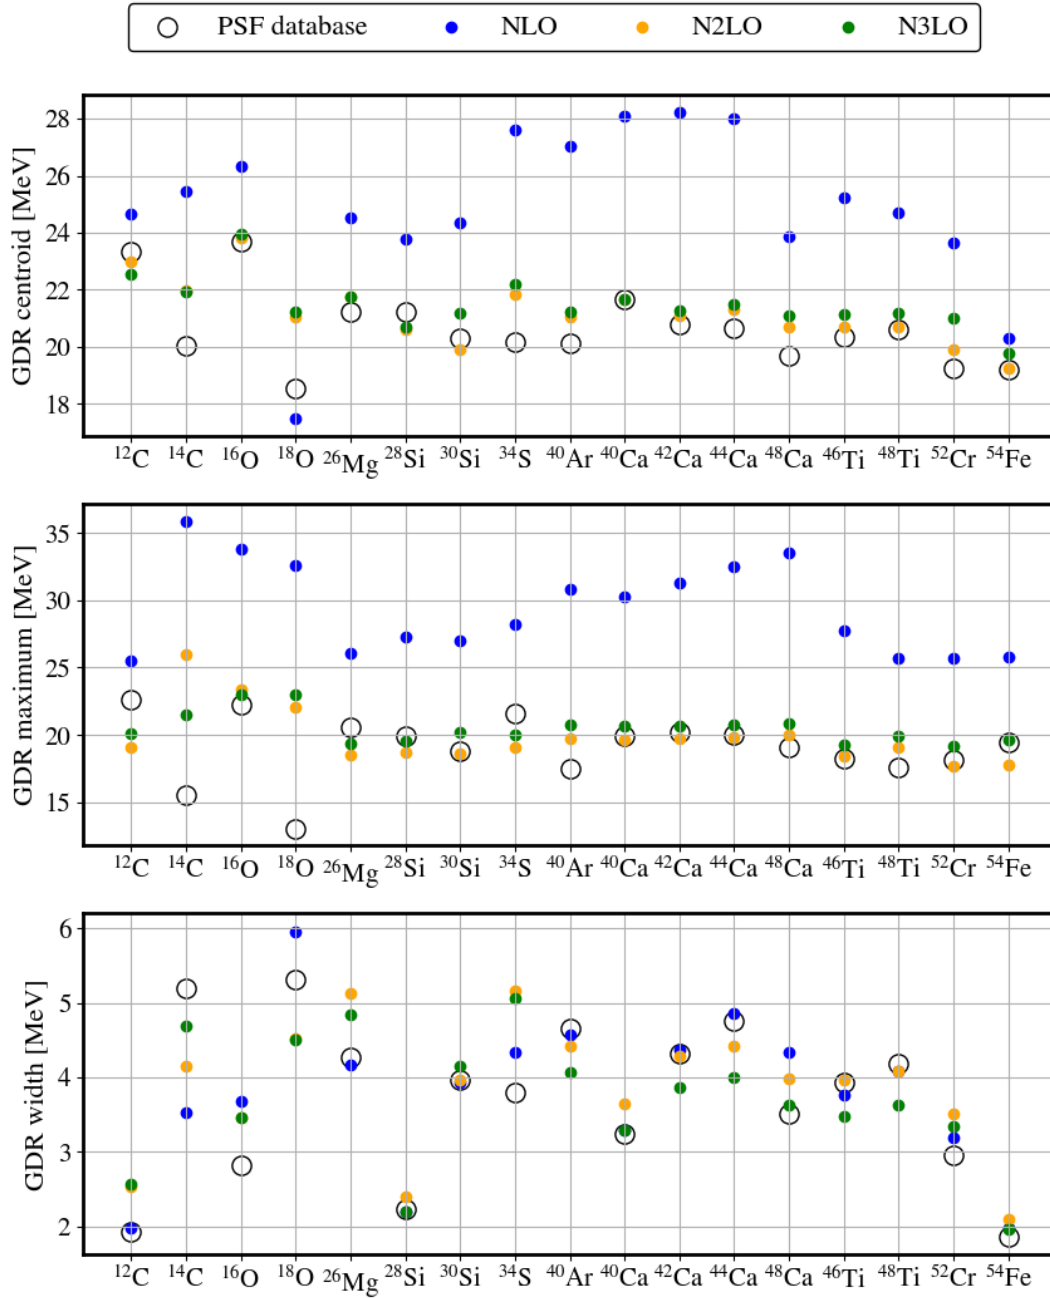 PSF database NLO N2LO N3LO
GDR centroid [MeV]
28
26
24
22
20
18
¹²C ¹⁴C ¹⁶O ¹⁸O ²⁶Mg ²⁸Si ³⁰Si ³⁴S ⁴⁰Ar ⁴⁰Ca ⁴²Ca ⁴⁴Ca ⁴⁸Ca ⁴⁶Ti ⁴⁸Ti ⁵²Cr ⁵⁴Fe
GDR maximum [MeV]
35
30
25
20
15
¹²C ¹⁴C ¹⁶O ¹⁸O ²⁶Mg ²⁸Si ³⁰Si ³⁴S ⁴⁰Ar ⁴⁰Ca ⁴²Ca ⁴⁴Ca ⁴⁸Ca ⁴⁶Ti ⁴⁸Ti ⁵²Cr ⁵⁴Fe
GDR width [MeV]
6
5
4
3
2
¹²C ¹⁴C ¹⁶O ¹⁸O ²⁶Mg ²⁸Si ³⁰Si ³⁴S ⁴⁰Ar ⁴⁰Ca ⁴²Ca ⁴⁴Ca ⁴⁸Ca ⁴⁶Ti ⁴⁸Ti ⁵²Cr ⁵⁴Fe